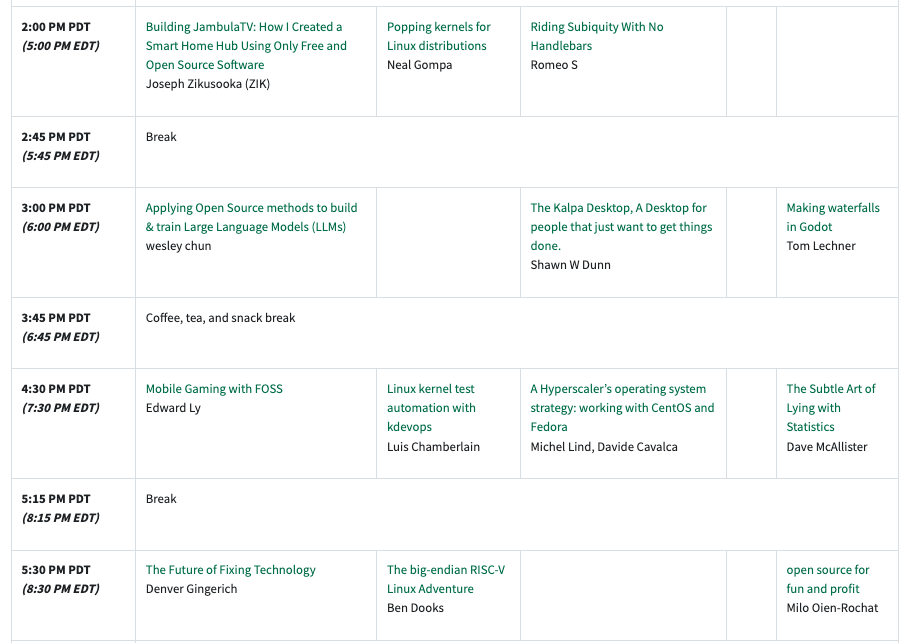 2:00 PM PDT
(5:00 PM EDT)
Building JambulaTV: How I Created a
Smart Home Hub Using Only Free and
Open Source Software
Joseph Zikusooka (ZIK)
Popping kernels for
Linux distributions
Neal Gompa
Riding Subiquity With No
Handlebars
Romeo S
2:45 PM PDT
(5:45 PM EDT)
Break
3:00 PM PDT
(6:00 PM EDT)
Applying Open Source methods to build
& train Large Language Models (LLMs)
wesley chun
The Kalpa Desktop, A Desktop for
people that just want to get things
done.
Shawn W Dunn
Making waterfalls
in Godot
Tom Lechner
3:45 PM PDT
(6:45 PM EDT)
Coffee, tea, and snack break
4:30 PM PDT
(7:30 PM EDT)
Mobile Gaming with FOSS
Edward Ly
Linux kernel test
automation with
kdevops
Luis Chamberlain
A Hyperscaler’s operating system
strategy: working with CentOS and
Fedora
Michel Lind, Davide Cavalca
The Subtle Art of
Lying with
Statistics
Dave McAllister
5:15 PM PDT
(8:15 PM EDT)
Break
5:30 PM PDT
(8:30 PM EDT)
The Future of Fixing Technology
Denver Gingerich
The big-endian RISC-V
Linux Adventure
Ben Dooks
open source for
fun and profit
Milo Oien-Rochat